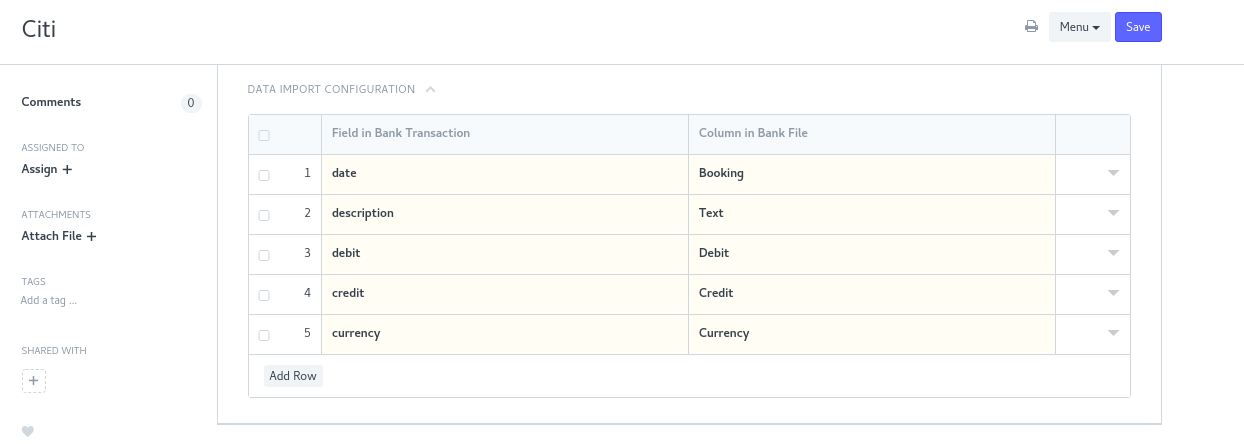 Citi
Menu
Save
Comments 0
ASSIGNED TO
Assign +
ATTACHMENTS
Attach File +
TAGS
Add a tag ...
SHARED WITH
+
DATA IMPORT CONFIGURATION
Field in Bank Transaction Column in Bank File
1 date Booking
2 description Text
3 debit Debit
4 credit Credit
5 currency Currency
Add Row